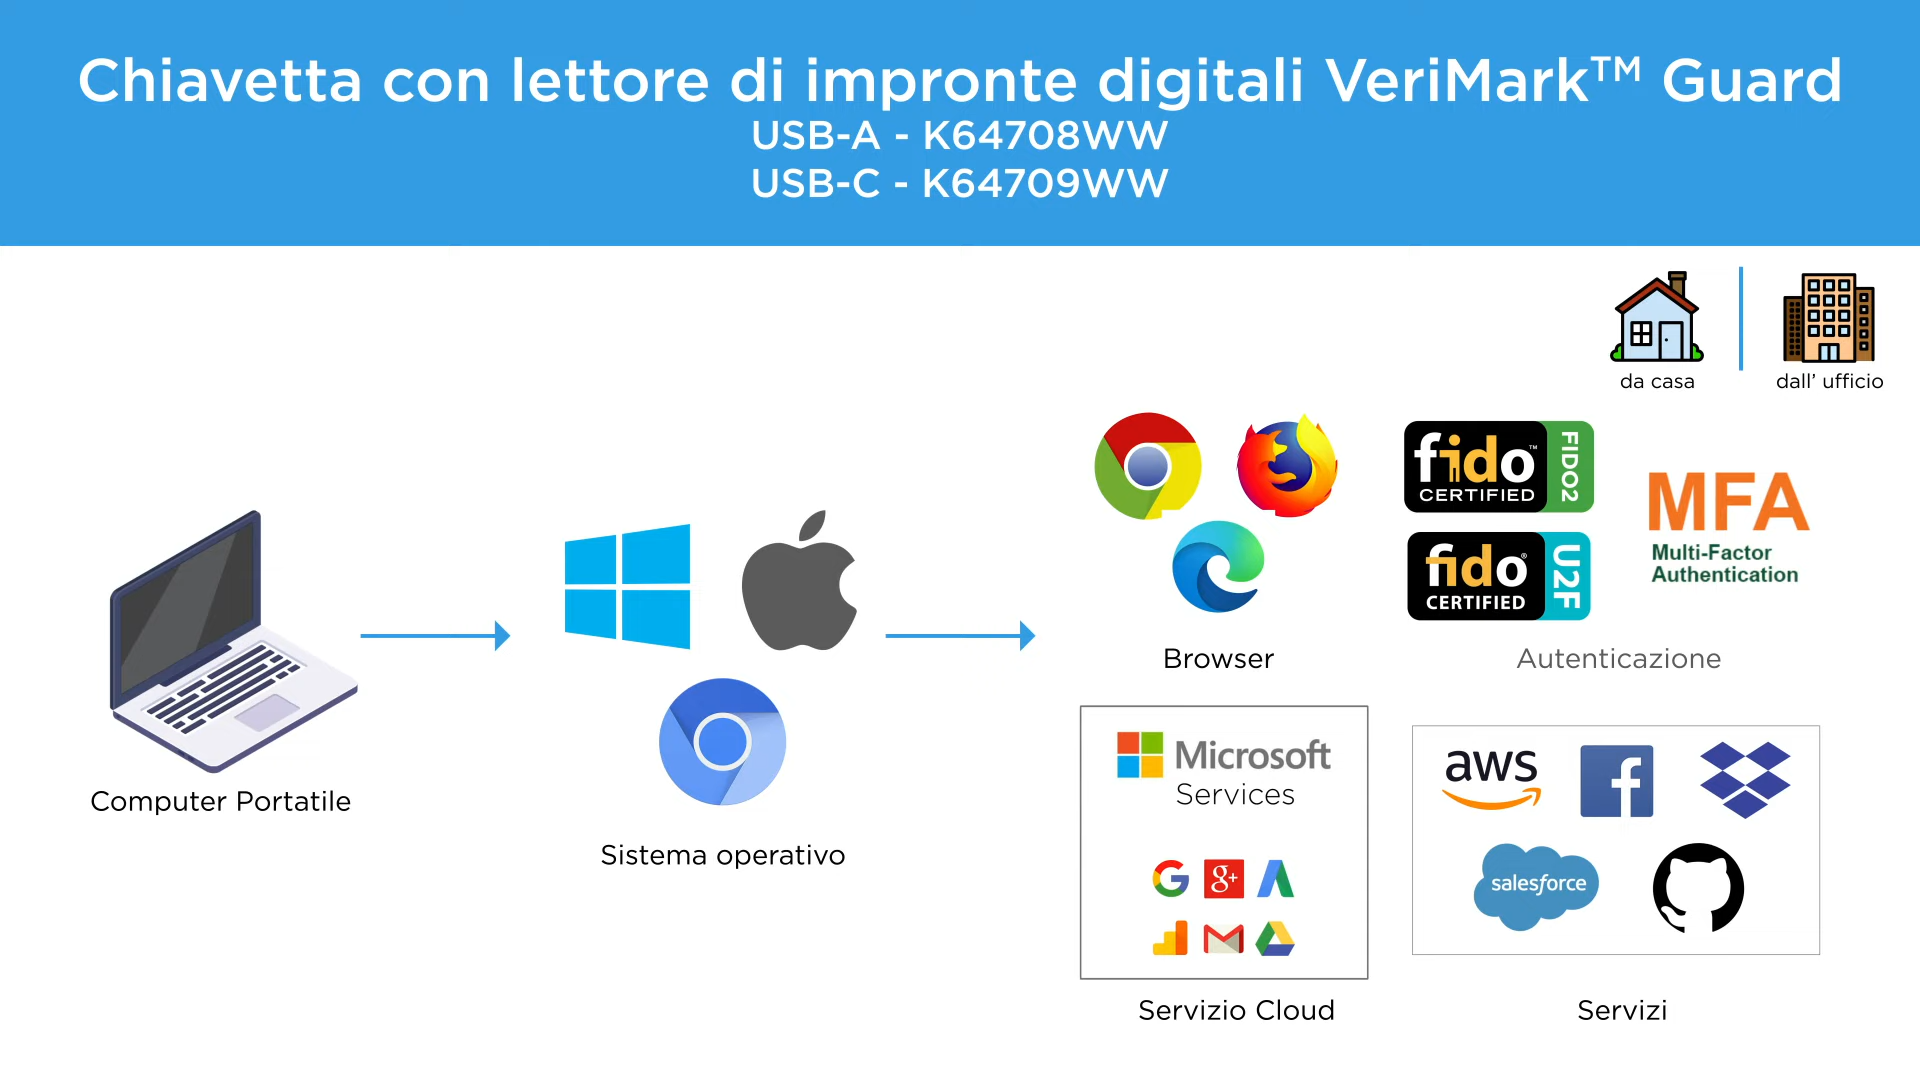 Chiavetta con lettore di impronte digitali VeriMark™ Guard
USB-A - K64708WW
USB-C - K64709WW
da casa
dall’ ufficio
fido™
CERTIFIED
FIDO2
MFA
Multi-Factor
Authentication
fido®
CERTIFIED
U2F
Browser
Autenticazione
Computer Portatile
Sistema operativo
Microsoft
Services
G
g+
aws
f
salesforce
Servizio Cloud
Servizi